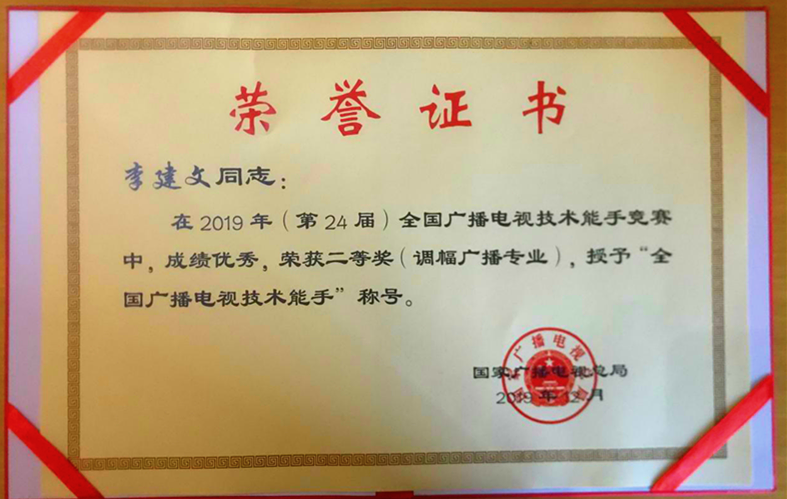 荣誉证书
李建文同志：
在2019年（第24届）全国广播电视技术能手竞赛
中，成绩优秀，荣获二等奖（调幅广播专业），授予“全
国广播电视技术能手”称号。
国家广播电视总局
2019年12月